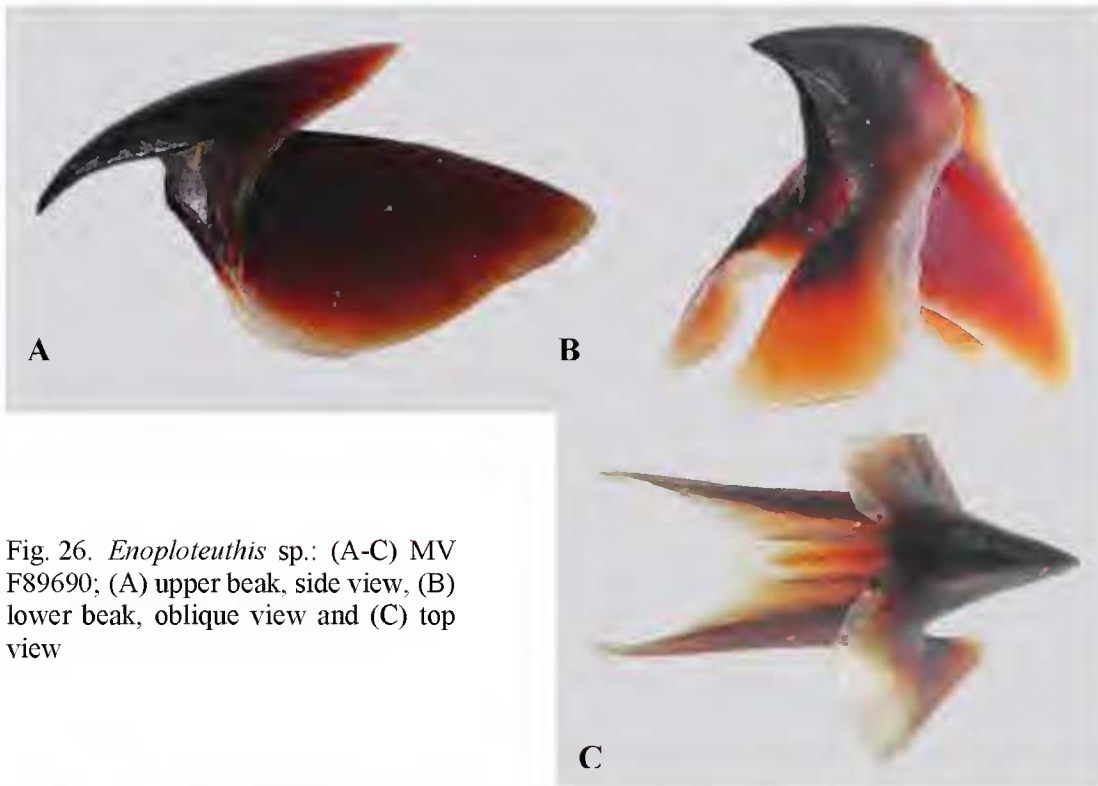 A
B
Fig. 26. Enoploteuthis sp.: (A-C) MV
F89690; (A) upper beak, side view, (B)
lower beak, oblique view and (C) top
view
C